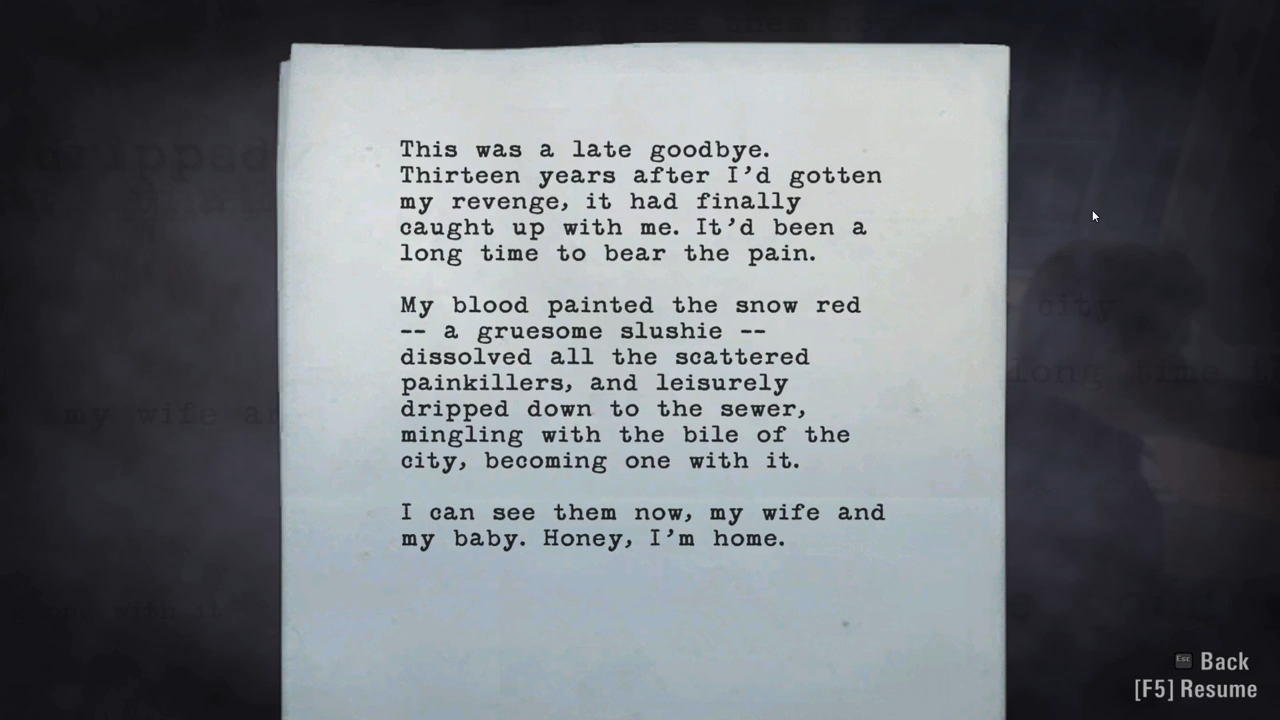 This was a late goodbye.
Thirteen years after I'd gotten
my revenge, it had finally
caught up with me. It'd been a
long time to bear the pain.
My blood painted the snow red
-- a gruesome slushie --
dissolved all the scattered
painkillers, and leisurely
dripped down to the sewer,
mingling with the bile of the
city, becoming one with it.
I can see them now, my wife and
my baby. Honey, I'm home.
Esc Back
[F5] Resume